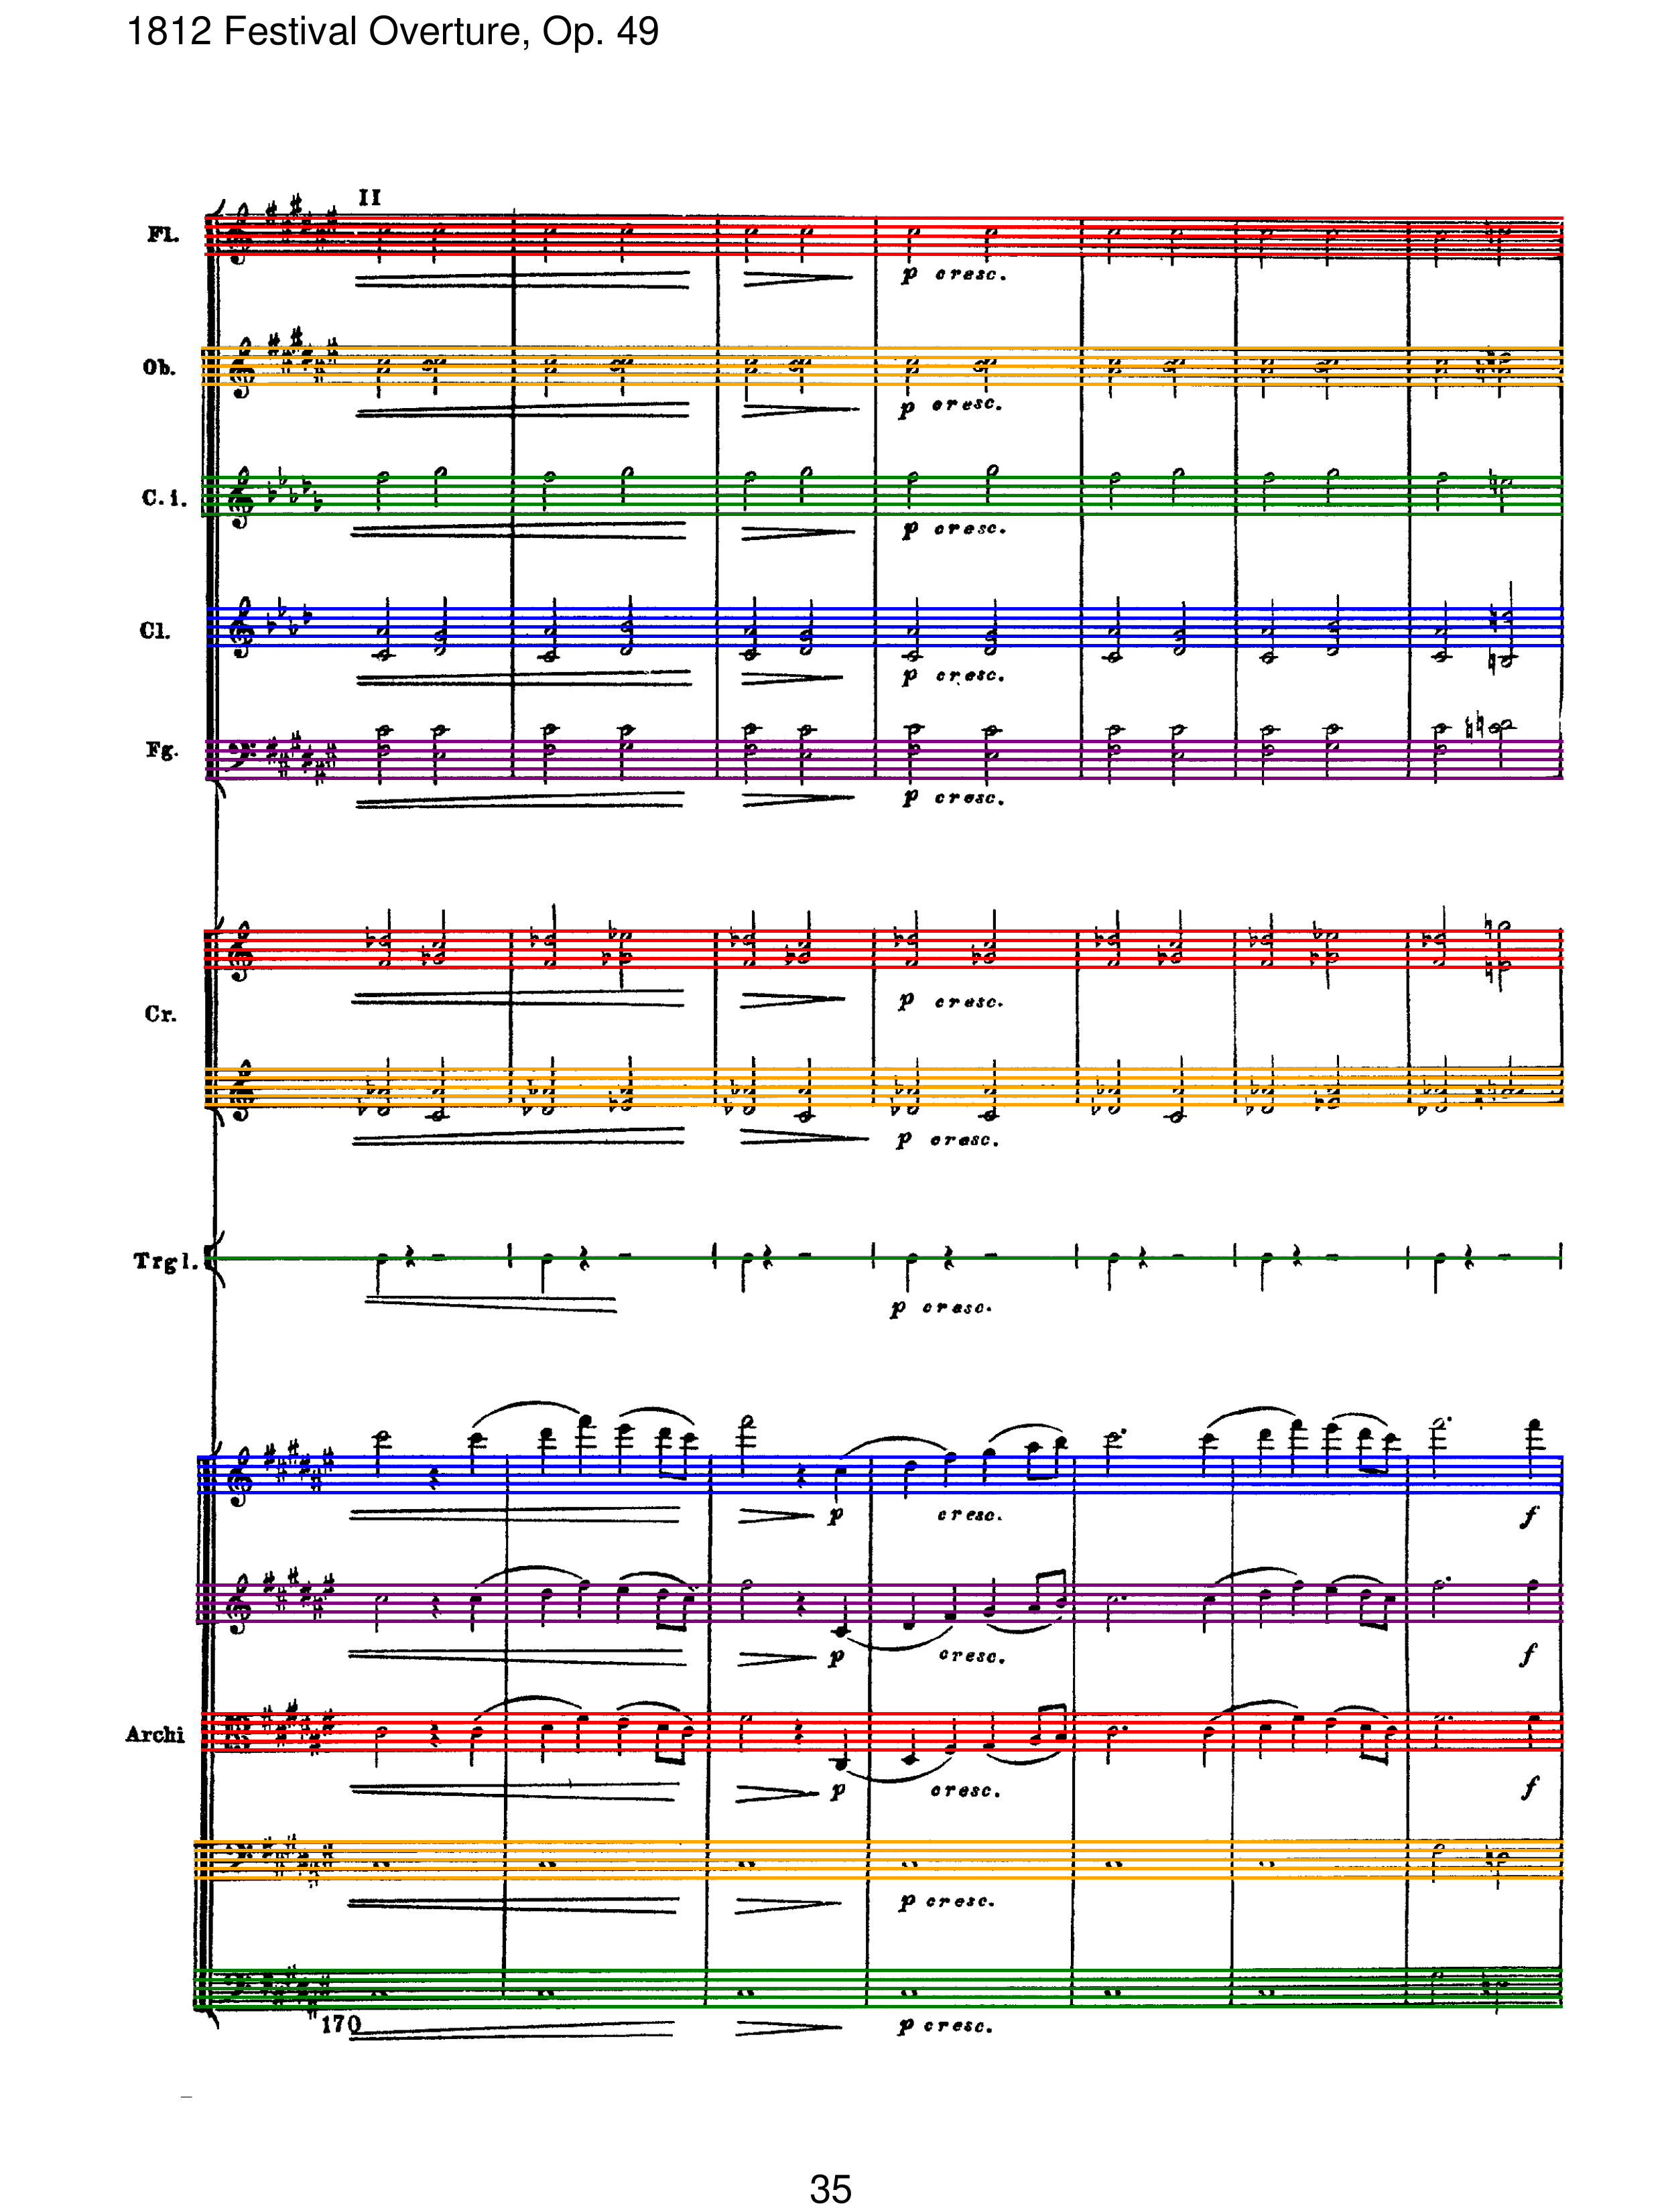 1812 Festival Overture, Op. 49
II
Fl.
p cresc.
Ob.
p cresc.
C. i.
p cresc.
Cl.
p cresc.
Fg.
p cresc.
Cr.
p cresc.
p cresc.
Trgl.
p cresc.
p cresc. f
p cresc. f
Archi
p cresc. f
p cresc.
170
p cresc.
35